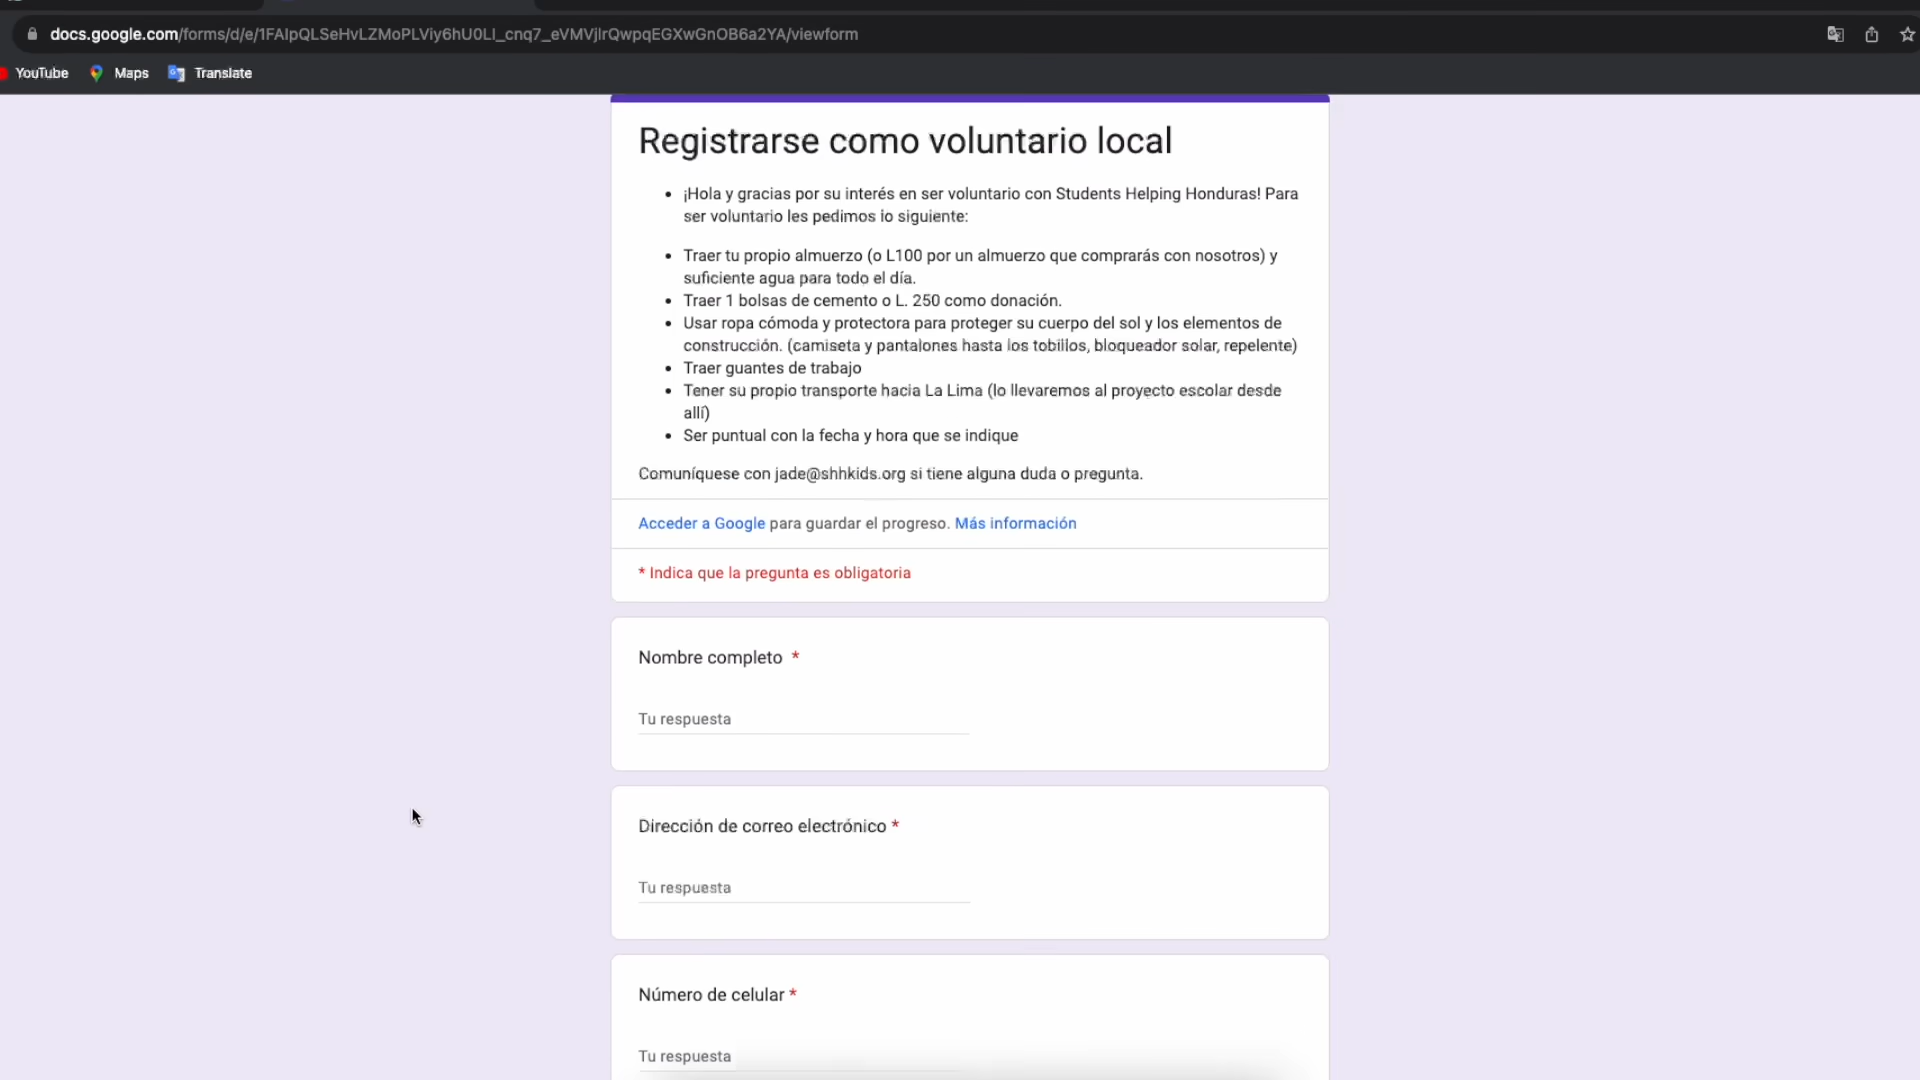 docs.google.com/forms/d/e/1FAIpQLSeHvLZMoPLViy6hU0LI_cnq7_eVMVjlrQwpqEGXwGnOB6a2YA/viewform
YouTube Maps Translate
Registrarse como voluntario local
• ¡Hola y gracias por su interés en ser voluntario con Students Helping Honduras! Para
ser voluntario les pedimos lo siguiente:
• Traer tu propio almuerzo (o L100 por un almuerzo que comprarás con nosotros) y
suficiente agua para todo el día.
• Traer 1 bolsas de cemento o L. 250 como donación.
• Usar ropa cómoda y protectora para proteger su cuerpo del sol y los elementos de
construcción. (camiseta y pantalones hasta los tobillos, bloqueador solar, repelente)
• Traer guantes de trabajo
• Tener su propio transporte hacia La Lima (lo llevaremos al proyecto escolar desde
allí)
• Ser puntual con la fecha y hora que se indique
Comuníquese con jade@shhkids.org si tiene alguna duda o pregunta.
Acceder a Google para guardar el progreso. Más información
* Indica que la pregunta es obligatoria
Nombre completo *
Tu respuesta
Dirección de correo electrónico *
Tu respuesta
Número de celular *
Tu respuesta